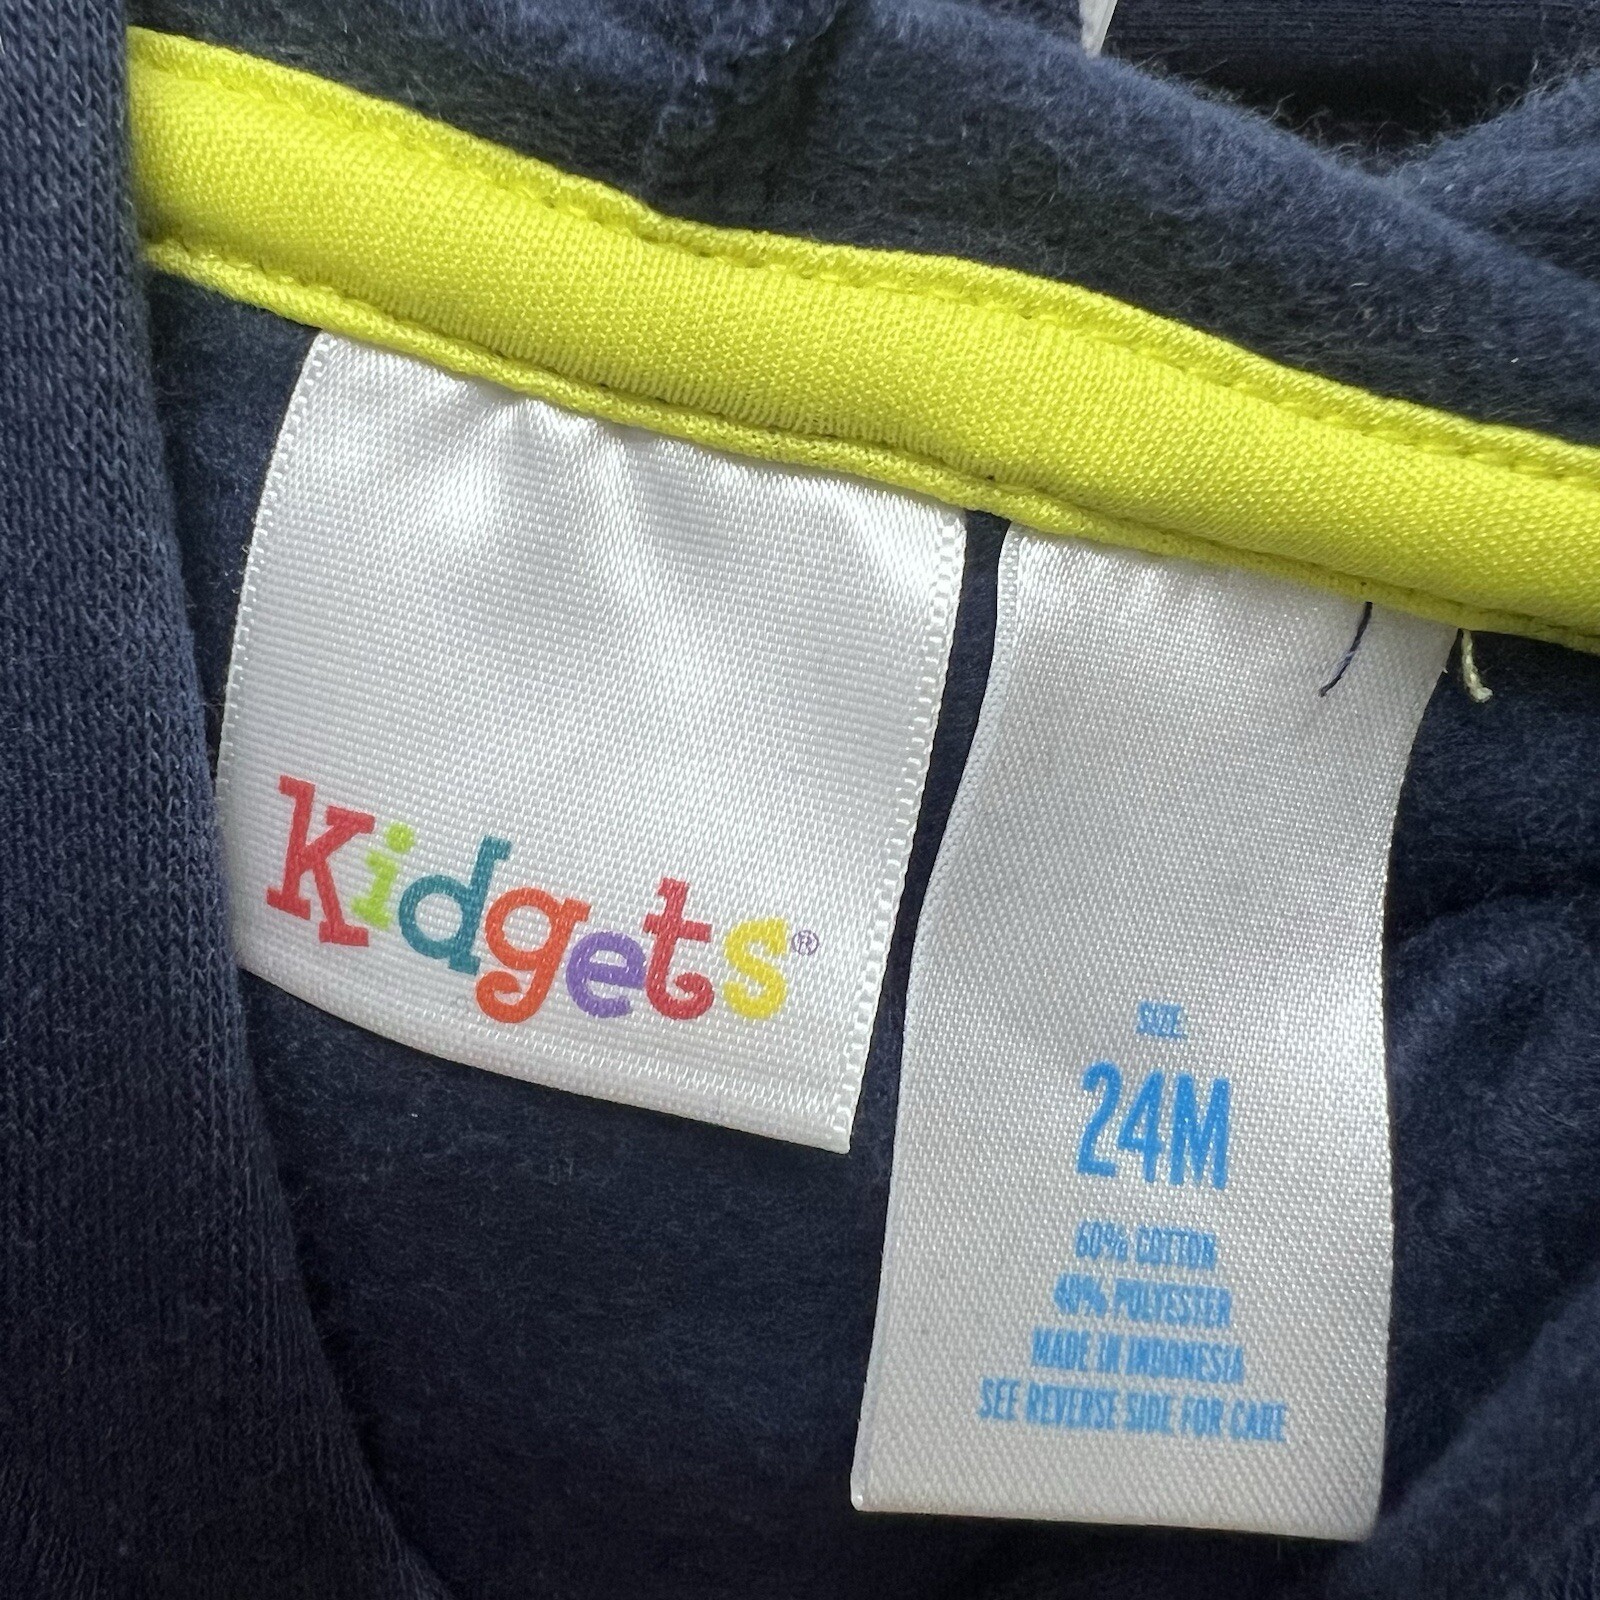 Kidgets®
SIZE
24M
60% COTTON
40% POLYESTER
MADE IN INDONESIA
SEE REVERSE SIDE FOR CARE